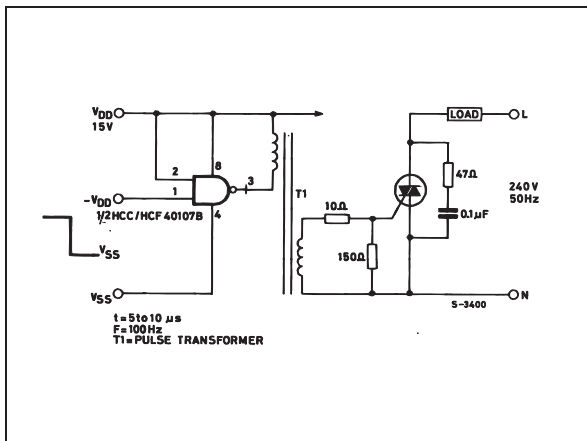 VDD
15V
2
8
3
1
-VDD
1/2HCC/HCF 40107B
4
VSS
VSS
t=5to10 µs
F=100Hz
T1=PULSE TRANSFORMER
T1
10Ω
150Ω
LOAD
L
47Ω
0.1µF
240V
50Hz
N
S-3400